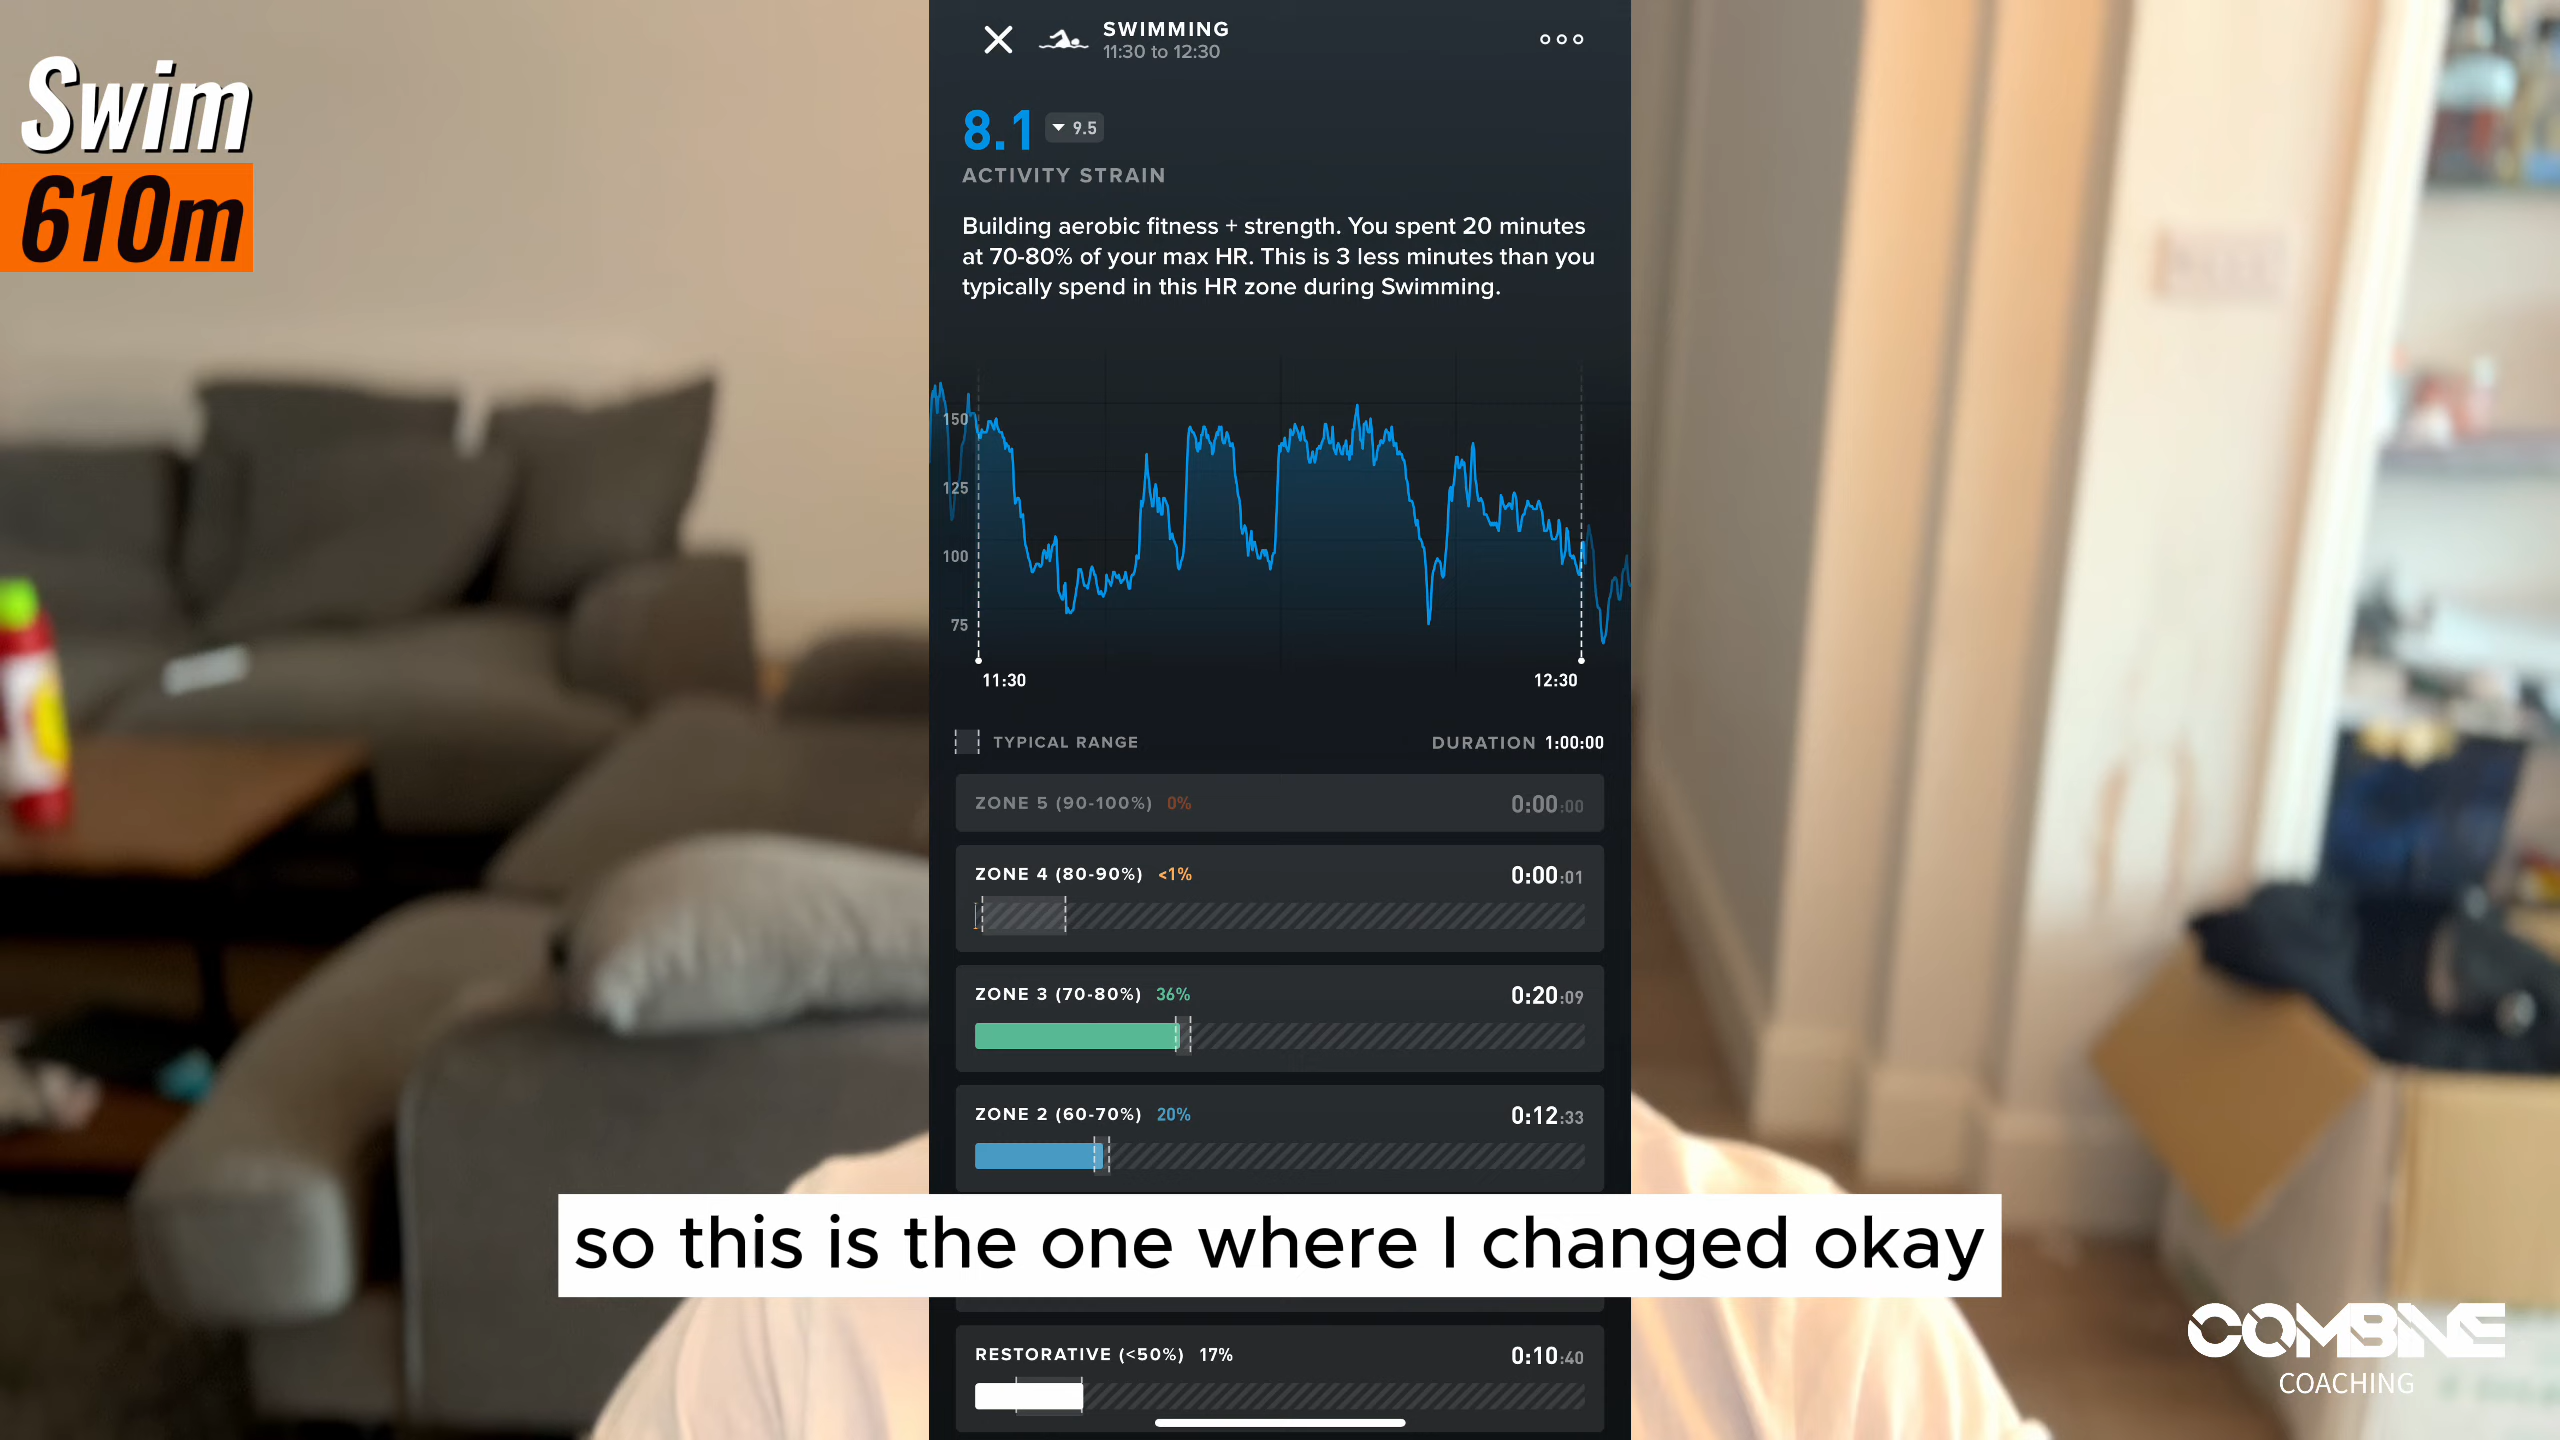 Swim
610m
SWIMMING
11:30 to 12:30
8.1
9.5
ACTIVITY STRAIN
Building aerobic fitness + strength. You spent 20 minutes
at 70-80% of your max HR. This is 3 less minutes than you
typically spend in this HR zone during Swimming.
150
125
100
75
11:30
12:30
TYPICAL RANGE
DURATION 1:00:00
ZONE 5 (90-100%) 0% 0:00:00
ZONE 4 (80-90%) <1% 0:00:01
ZONE 3 (70-80%) 36% 0:20:09
ZONE 2 (60-70%) 20% 0:12:33
so this is the one where I changed okay
RESTORATIVE (<50%) 17% 0:10:40
COMBINE
COACHING